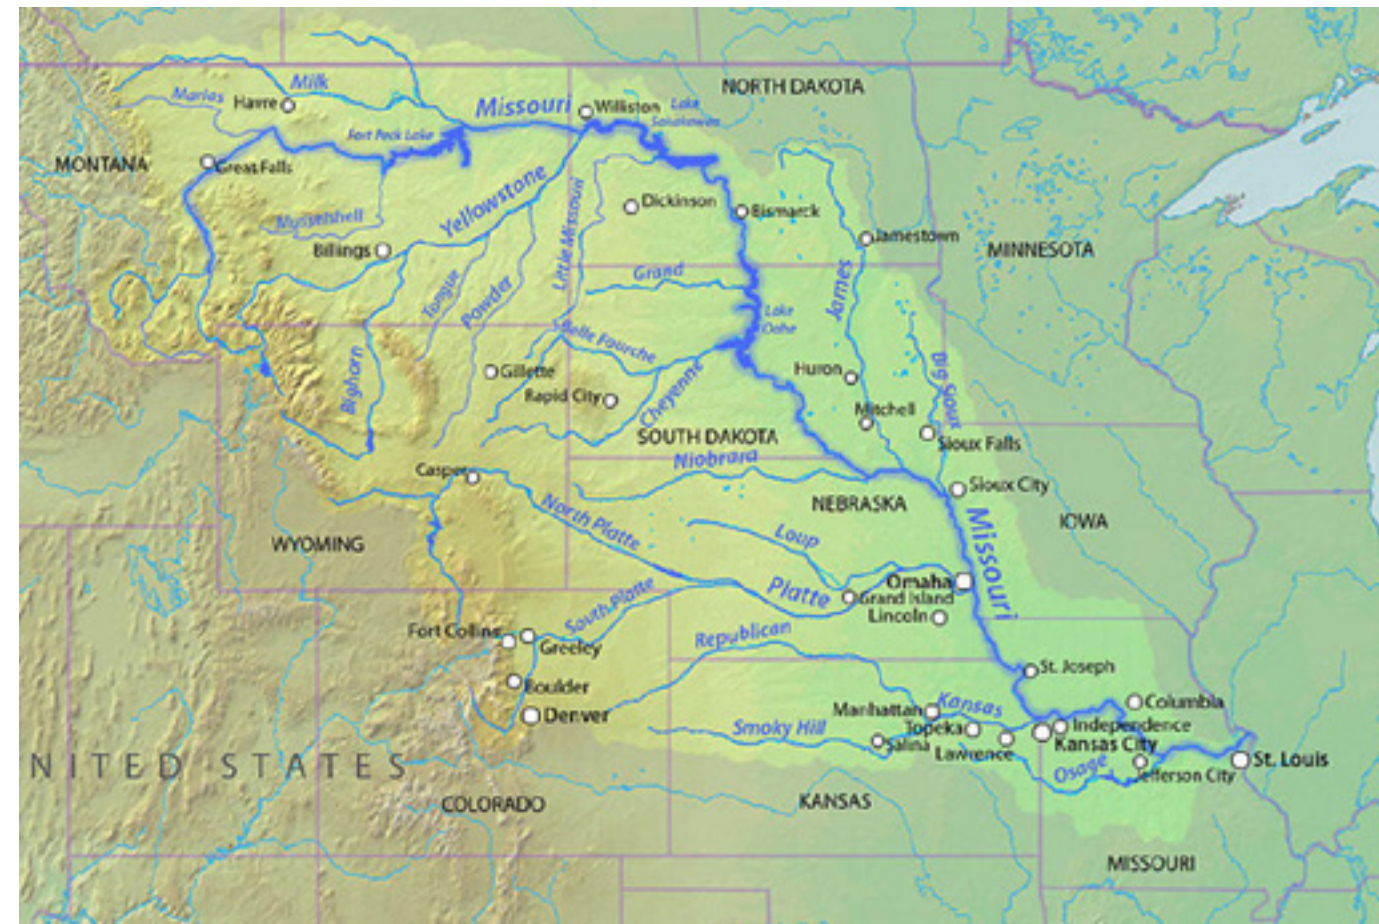 NORTH DAKOTA
Milk
Marias
Havre
Missouri
Williston
Lake
Sakakawea
Fort Peck Lake
MONTANA
Great Falls
Yellowstone
Little Missouri
Dickinson
Bismarck
Musselshell
Billings
Jamestown
MINNESOTA
Tongue
Powder
Grand
James
Lake
Oahe
Belle Fourche
Bighorn
Gillette
Rapid City
Cheyenne
Huron
Big Sioux
Mitchell
SOUTH DAKOTA
Sioux Falls
Niobrara
Casper
Sioux City
North Platte
NEBRASKA
IOWA
WYOMING
Loup
Missouri
Omaha
Platte
Grand Island
South Platte
Lincoln
Fort Collins
Greeley
Republican
St. Joseph
Boulder
Denver
Manhattan
Kansas
Columbia
Smoky Hill
Topeka
Independence
Salina
Lawrence
Kansas City
Osage
Jefferson City
St. Louis
NITED STATES
COLORADO
KANSAS
MISSOURI